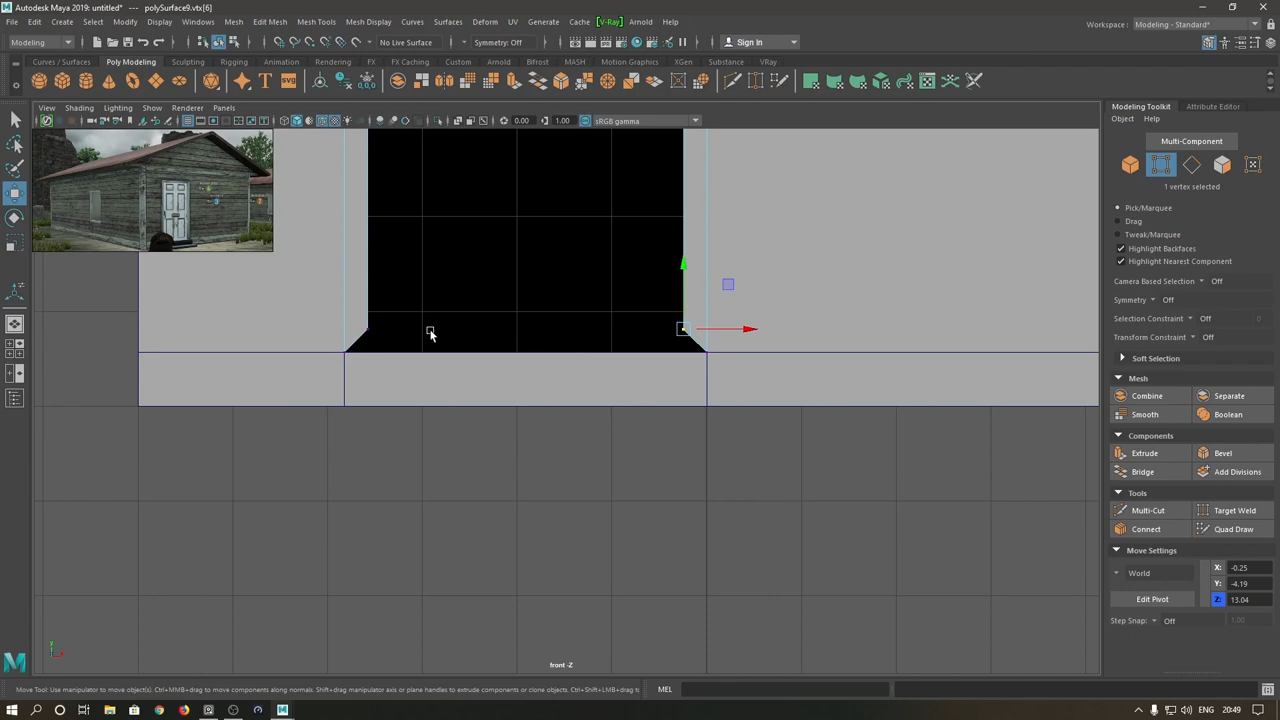 Autodesk Maya 2019: untitled* --- polySurface9.vtx[6]
File Edit Create Select Modify Display Windows Mesh Edit Mesh Mesh Tools Mesh Display Curves Surfaces Deform UV Generate Cache [V-Ray] Arnold Help
Workspace : Modeling - Standard*
Modeling No Live Surface Symmetry: Off Sign In
Curves / Surfaces Poly Modeling Sculpting Rigging Animation Rendering FX FX Caching Custom Arnold Bifrost MASH Motion Graphics XGen Substance VRay
View Shading Lighting Show Renderer Panels
0.00 1.00 sRGB gamma
Modeling Toolkit Attribute Editor
Object Help
Multi-Component
1 vertex selected
Pick/Marquee
Drag
Tweak/Marquee
Highlight Backfaces
Highlight Nearest Component
Camera Based Selection Off
Symmetry Off
Selection Constraint Off
Transform Constraint Off
Soft Selection
Mesh
Combine Separate
Smooth Boolean
Components
Extrude Bevel
Bridge Add Divisions
Tools
Multi-Cut Target Weld
Connect Quad Draw
Move Settings
World X: -0.25
Y: -4.19
Edit Pivot Z: 13.04
Step Snap: Off 1.00
front -Z
Move Tool: Use manipulator to move object(s). Ctrl+MMB+drag to move components along normals. Shift+drag manipulator axis or plane handles to extrude components or clone objects. Ctrl+Shift+LMB+drag to
MEL
ENG 20:49